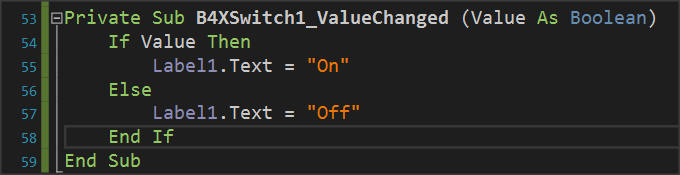 53 Private Sub B4XSwitch1_ValueChanged (Value As Boolean)
54 If Value Then
55 Label1.Text = "On"
56 Else
57 Label1.Text = "Off"
58 End If
59 End Sub